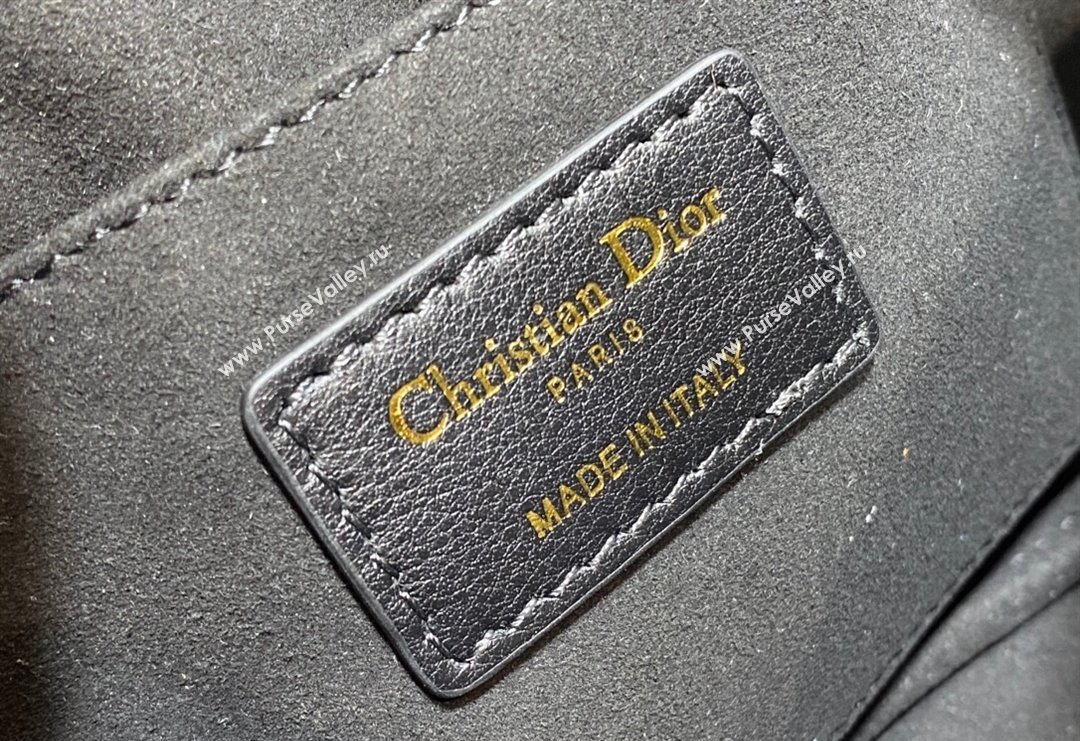 Christian Dior
PARIS
MADE IN ITALY
www.PurseValley.ru
www.PurseValley.ru